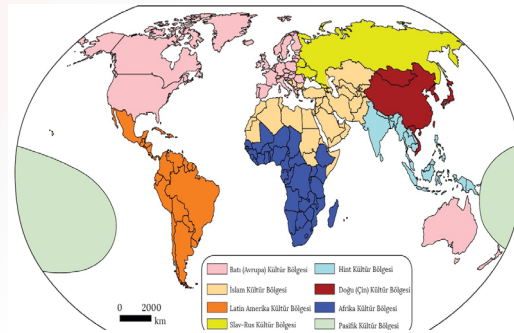 Batı (Avrupa) Kültür Bölgesi
İslam Kültür Bölgesi
Latin Amerika Kültür Bölgesi
Slav-Rus Kültür Bölgesi
Hint Kültür Bölgesi
Doğu (Çin) Kültür Bölgesi
Afrika Kültür Bölgesi
Pasifik Kültür Bölgesi
0 2000
km